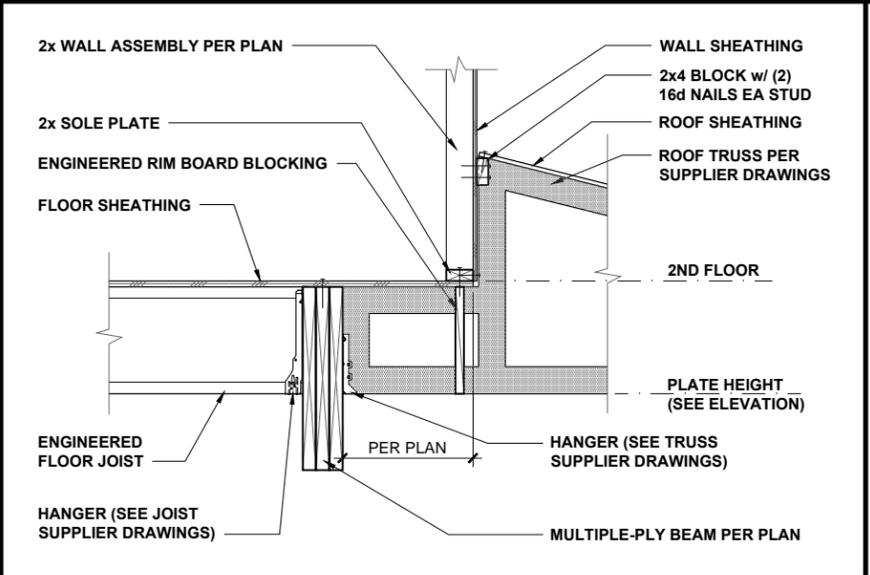 2x WALL ASSEMBLY PER PLAN
2x SOLE PLATE
ENGINEERED RIM BOARD BLOCKING
FLOOR SHEATHING
WALL SHEATHING
2x4 BLOCK w/ (2)
16d NAILS EA STUD
ROOF SHEATHING
ROOF TRUSS PER
SUPPLIER DRAWINGS
2ND FLOOR
PLATE HEIGHT
(SEE ELEVATION)
ENGINEERED
FLOOR JOIST
PER PLAN
HANGER (SEE TRUSS
SUPPLIER DRAWINGS)
HANGER (SEE JOIST
SUPPLIER DRAWINGS)
MULTIPLE-PLY BEAM PER PLAN